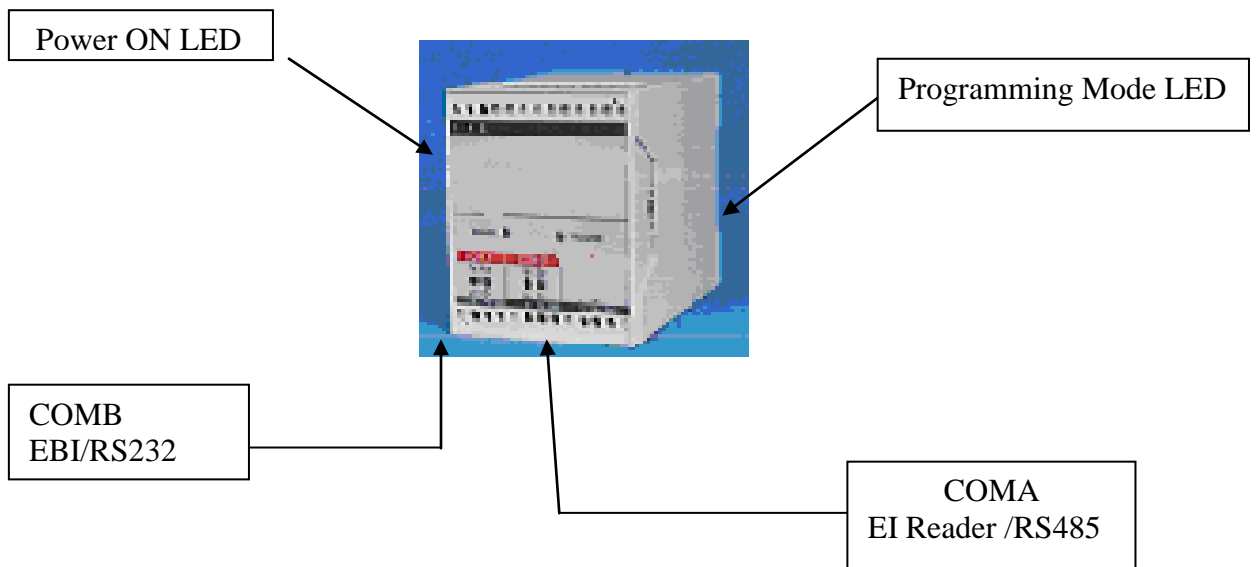 Power ON LED
Programming Mode LED
COMB
EBI/RS232
COMA
EI Reader /RS485